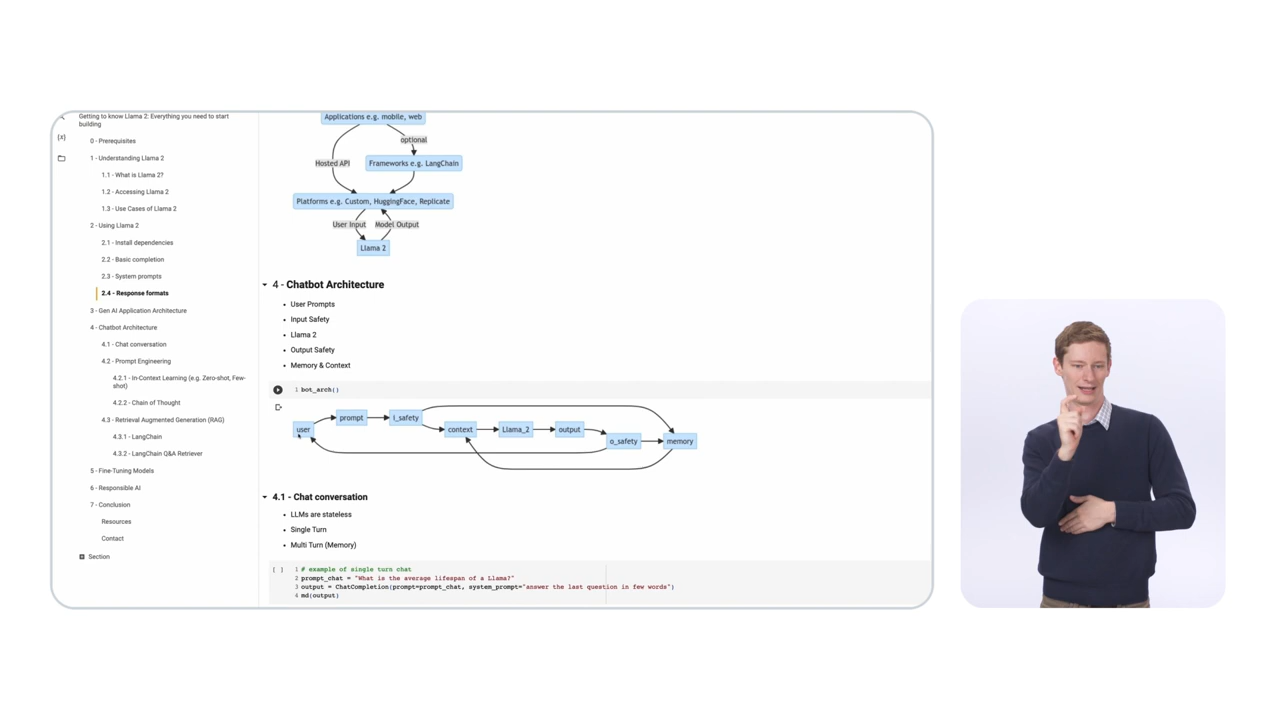 Getting to know Llama 2: Everything you need to start
building
0 - Prerequisites
1 - Understanding Llama 2
1.1 - What is Llama 2?
1.2 - Accessing Llama 2
1.3 - Use Cases of Llama 2
2 - Using Llama 2
2.1 - Install dependencies
2.2 - Basic completion
2.3 - System prompts
2.4 - Response formats
3 - Gen AI Application Architecture
4 - Chatbot Architecture
4.1 - Chat conversation
4.2 - Prompt Engineering
4.2.1 - In-Context Learning (e.g. Zero-shot, Few-
shot)
4.2.2 - Chain of Thought
4.3 - Retrieval Augmented Generation (RAG)
4.3.1 - LangChain
4.3.2 - LangChain Q&A Retriever
5 - Fine-Tuning Models
6 - Responsible AI
7 - Conclusion
Resources
Contact
Section
{x}
Applications e.g. mobile, web
optional
Hosted API
Frameworks e.g. LangChain
Platforms e.g. Custom, HuggingFace, Replicate
User Input
Model Output
Llama 2
4 - Chatbot Architecture
User Prompts
Input Safety
Llama 2
Output Safety
Memory & Context
1 bot_arch()
user
prompt
i_safety
context
Llama_2
output
o_safety
memory
4.1 - Chat conversation
LLMs are stateless
Single Turn
Multi Turn (Memory)
[ ] 1 # example of single turn chat
2 prompt_chat = "What is the average lifespan of a Llama?"
3 output = ChatCompletion(prompt=prompt_chat, system_prompt="answer the last question in few words")
4 md(output)